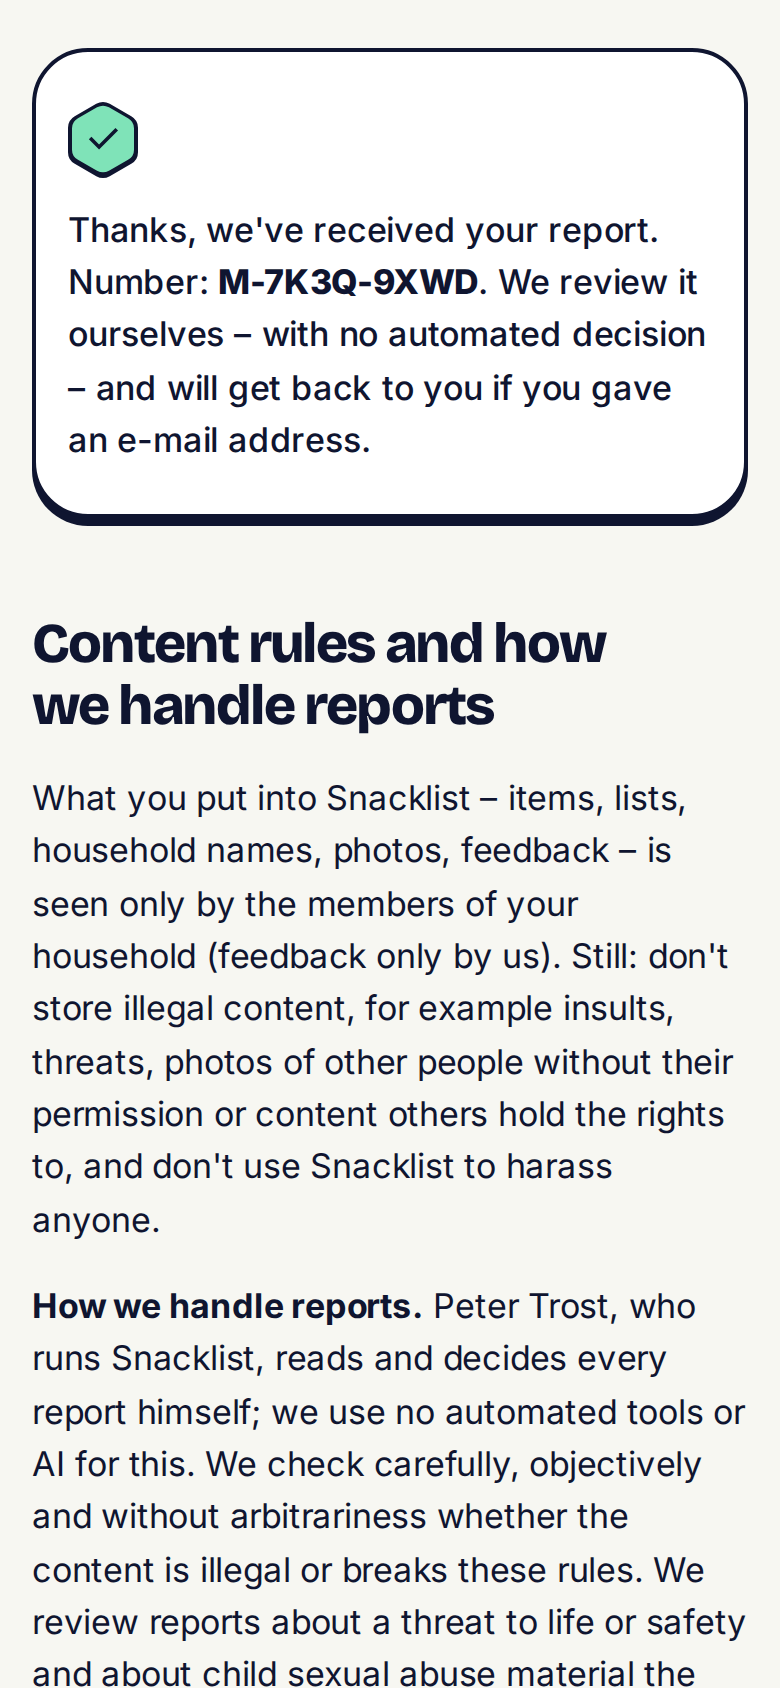 Thanks, we've received your report.
Number: M-7K3Q-9XWD. We review it
ourselves – with no automated decision
– and will get back to you if you gave
an e-mail address.
Content rules and how
we handle reports
What you put into Snacklist – items, lists,
household names, photos, feedback – is
seen only by the members of your
household (feedback only by us). Still: don't
store illegal content, for example insults,
threats, photos of other people without their
permission or content others hold the rights
to, and don't use Snacklist to harass
anyone.
How we handle reports. Peter Trost, who
runs Snacklist, reads and decides every
report himself; we use no automated tools or
AI for this. We check carefully, objectively
and without arbitrariness whether the
content is illegal or breaks these rules. We
review reports about a threat to life or safety
and about child sexual abuse material the